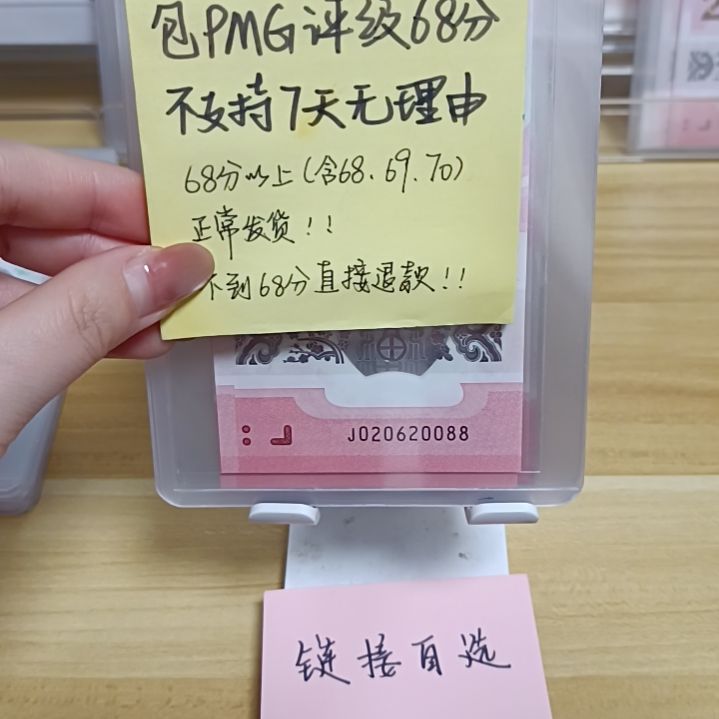 包PMG评级68分
不支持7天无理由
68分以上(含68.69.70)
正常发货!!
不到68分直接退款!!
J020620088
链接自选